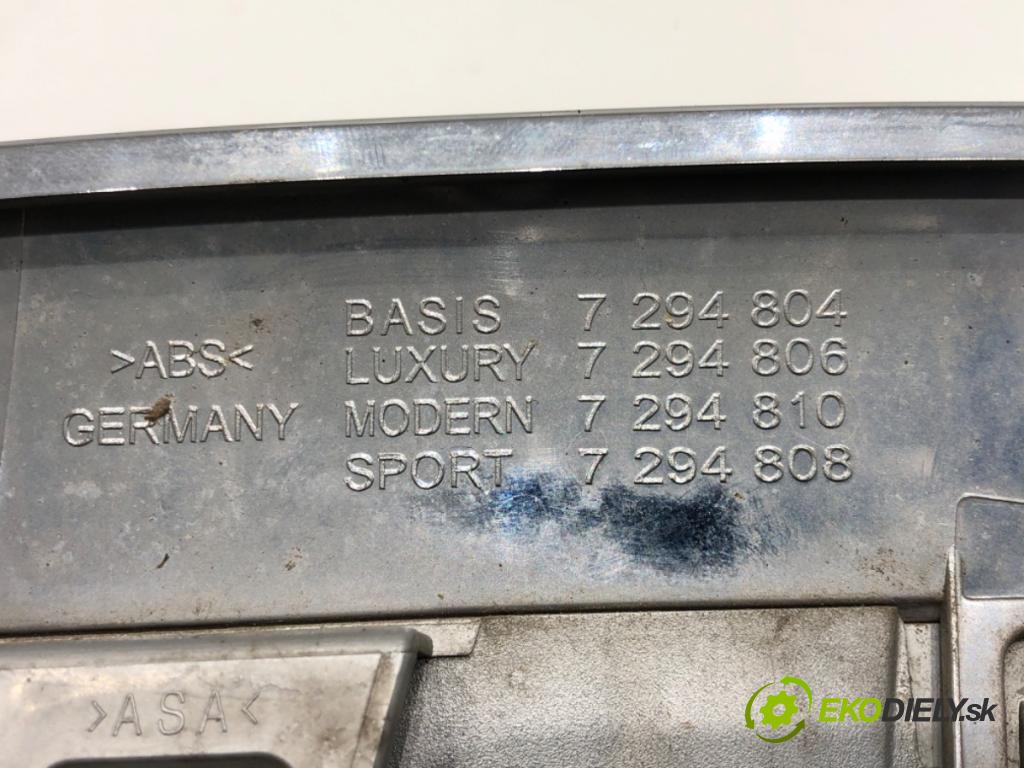 BASIS 7 294 804
>ABS< LUXURY 7 294 806
GERMANY MODERN 7 294 810
SPORT 7 294 808
>ASA<
EKODIELY.sk